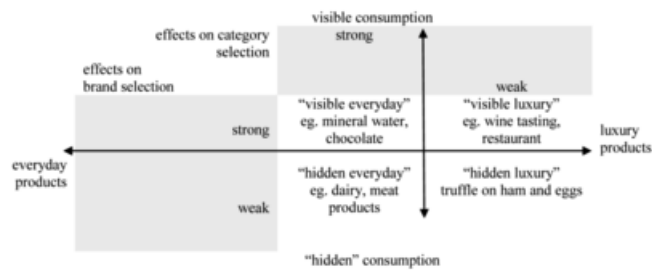 visible consumption
effects on category
selection
strong
effects on
brand selection
weak
"visible everyday"
eg. mineral water,
chocolate
"visible luxury"
eg. wine tasting,
restaurant
strong
luxury
products
everyday
products
"hidden everyday"
eg. dairy, meat
products
"hidden luxury"
truffle on ham and eggs
weak
"hidden" consumption